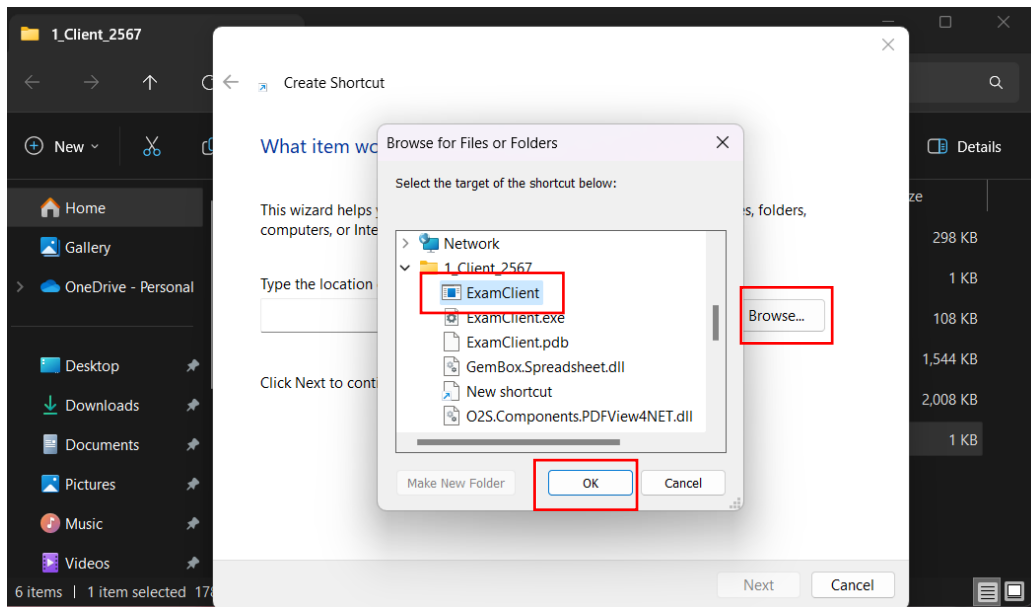 1_Client_2567
Create Shortcut
New
What item wo
Browse for Files or Folders
Details
Select the target of the shortcut below:
ze
Home
This wizard helps
s, folders,
computers, or Inte
Network
298 KB
Gallery
1_Client_2567
1 KB
OneDrive - Personal
Type the location
ExamClient
Browse...
ExamClient.exe
108 KB
ExamClient.pdb
1,544 KB
Desktop
GemBox.Spreadsheet.dll
Click Next to conti
New shortcut
2,008 KB
Downloads
O2S.Components.PDFView4NET.dll
Documents
1 KB
Pictures
Make New Folder
OK
Cancel
Music
Videos
6 items
1 item selected
178
Next
Cancel